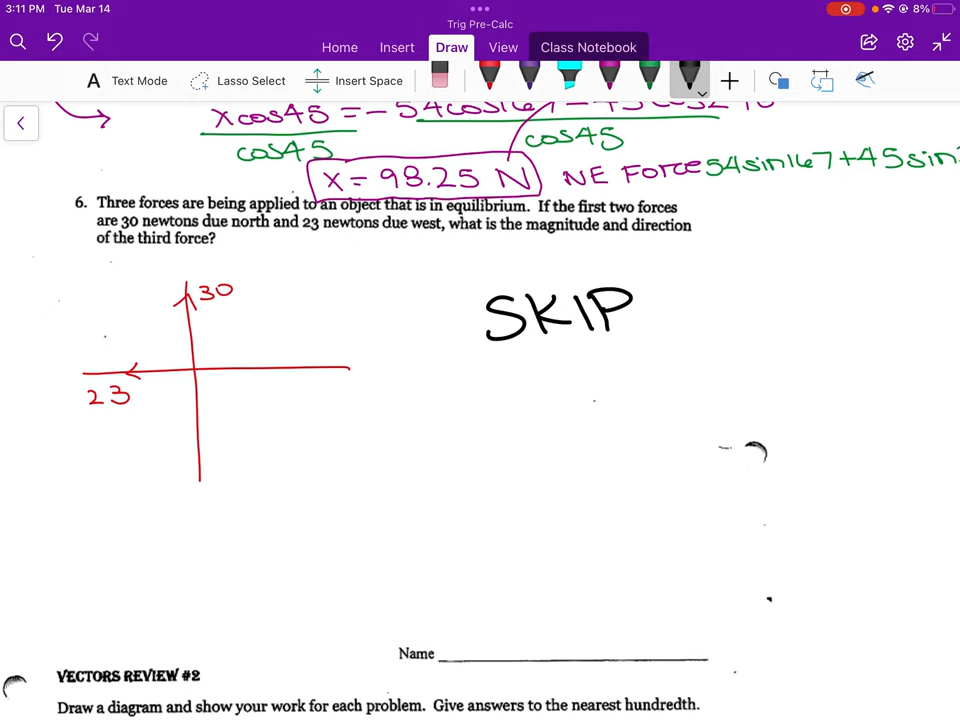 3:11 PM Tue Mar 14
8%
Trig Pre-Calc
Home Insert Draw View Class Notebook
A Text Mode Lasso Select Insert Space
xcos45 = -54cos167 - 45cos210
cos45 cos45
x = 98.25 N NE Force 54sin167+45sin
6. Three forces are being applied to an object that is in equilibrium. If the first two forces
are 30 newtons due north and 23 newtons due west, what is the magnitude and direction
of the third force?
30
SKIP
23
Name
VECTORS REVIEW #2
Draw a diagram and show your work for each problem. Give answers to the nearest hundredth.